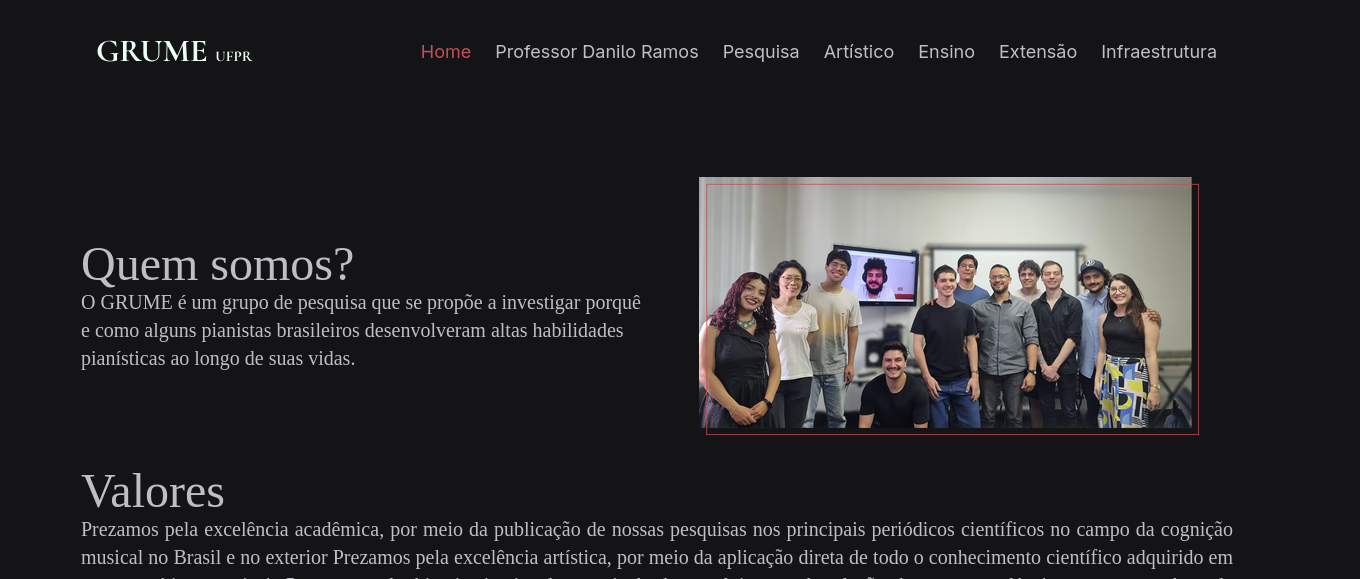 GRUME UFPR
Home Professor Danilo Ramos Pesquisa Artístico Ensino Extensão Infraestrutura
Quem somos?
O GRUME é um grupo de pesquisa que se propõe a investigar porquê
e como alguns pianistas brasileiros desenvolveram altas habilidades
pianísticas ao longo de suas vidas.
Valores
Prezamos pela excelência acadêmica, por meio da publicação de nossas pesquisas nos principais periódicos científicos no campo da cognição
musical no Brasil e no exterior Prezamos pela excelência artística, por meio da aplicação direta de todo o conhecimento científico adquirido em